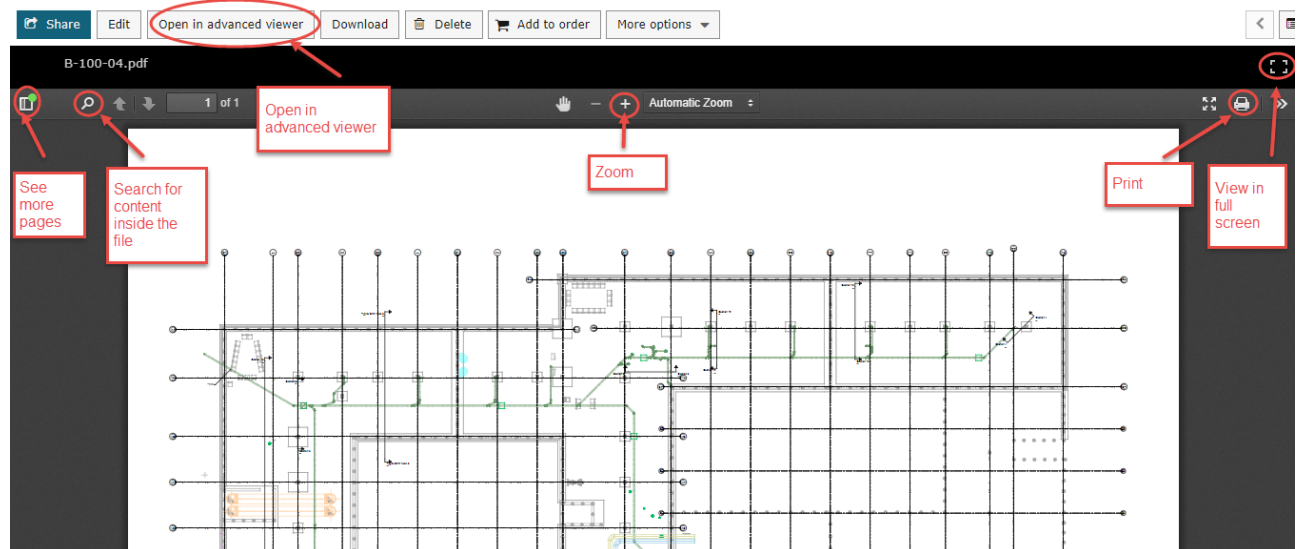 Share Edit Open in advanced viewer Download Delete Add to order More options
B-100-04.pdf
1 of 1
Automatic Zoom
Open in
advanced viewer
Zoom
Print
See
more
pages
Search for
content
inside the
file
View in
full
screen